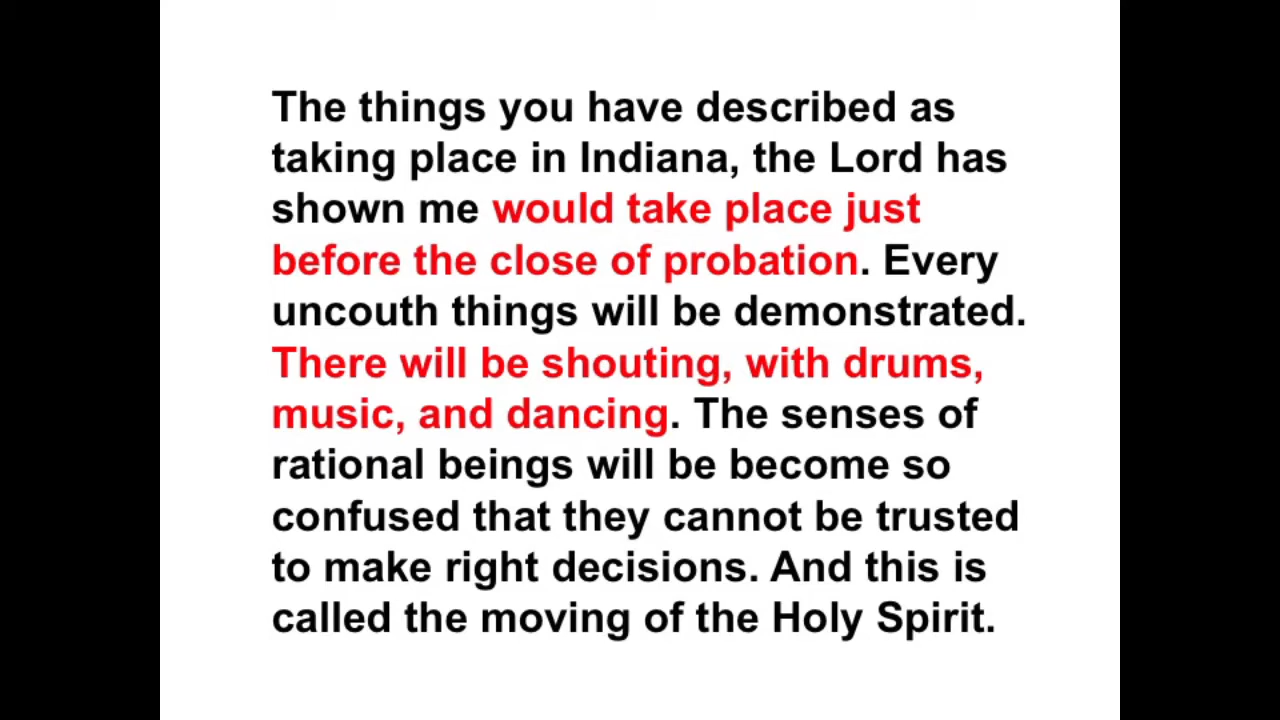 The things you have described as
taking place in Indiana, the Lord has
shown me would take place just
before the close of probation. Every
uncouth things will be demonstrated.
There will be shouting, with drums,
music, and dancing. The senses of
rational beings will be become so
confused that they cannot be trusted
to make right decisions. And this is
called the moving of the Holy Spirit.